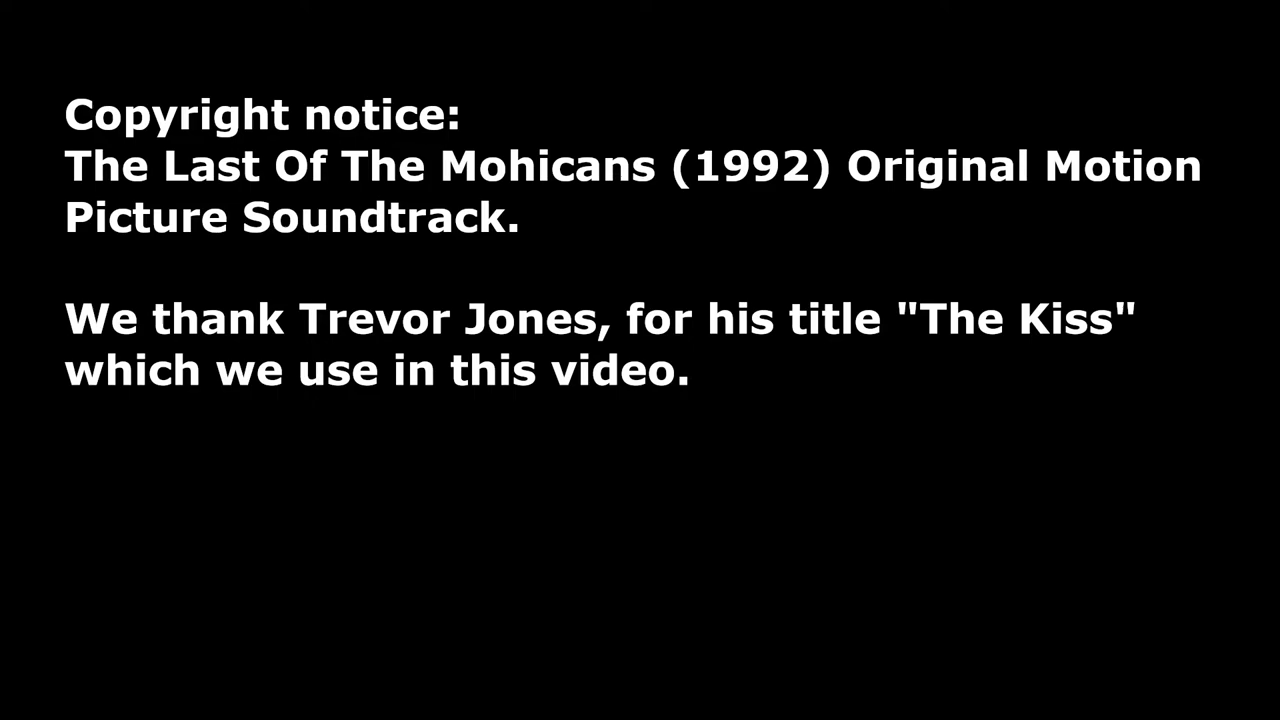 Copyright notice:
The Last Of The Mohicans (1992) Original Motion
Picture Soundtrack.
We thank Trevor Jones, for his title "The Kiss"
which we use in this video.